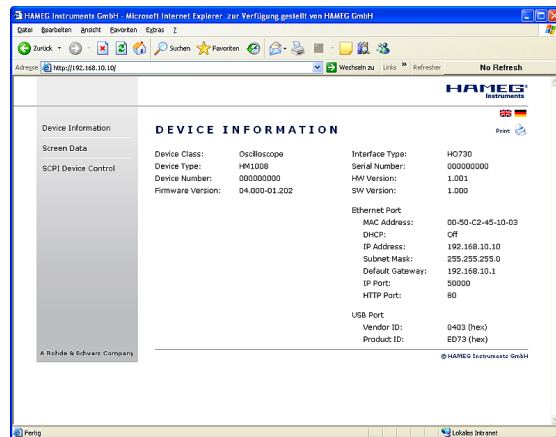 HAMEG Instruments GmbH - Microsoft Internet Explorer zur Verfügung gestellt von HAMEG GmbH
Datei Bearbeiten Ansicht Favoriten Extras ?
Zurück Suchen Favoriten
Adresse http://192.168.10.10/ Wechseln zu Links » Refresher No Refresh
HAMEG
Instruments
Print
Device Information
Screen Data
SCPI Device Control
DEVICE INFORMATION
Device Class: Oscilloscope Interface Type: HO730
Device Type: HM1008 Serial Number: 000000000
Device Number: 000000000 HW Version: 1.001
Firmware Version: 04.000-01.202 SW Version: 1.000
Ethernet Port
MAC Address: 00-50-C2-45-10-03
DHCP: Off
IP Address: 192.168.10.10
Subnet Mask: 255.255.255.0
Default Gateway: 192.168.10.1
IP Port: 50000
HTTP Port: 80
USB Port
Vendor ID: 0403 (hex)
Product ID: ED73 (hex)
A Rohde & Schwarz Company © HAMEG Instruments GmbH
Fertig Lokales Intranet